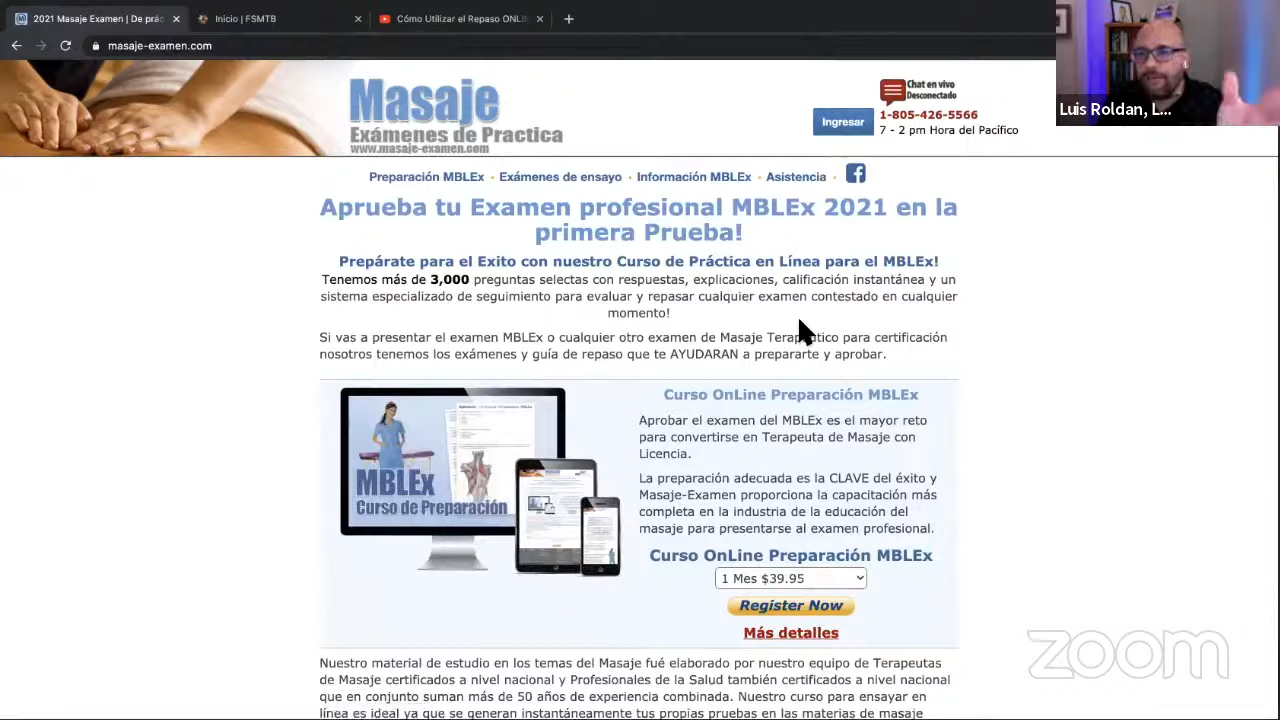 2021 Masaje Examen | De prác
Inicio | FSMTB
Cómo Utilizar el Repaso ONLI
masaje-examen.com
Luis Roldan, L...
Masaje
Exámenes de Practica
www.masaje-examen.com
Chat en vivo
Desconectado
Ingresar
1-805-426-5566
7 - 2 pm Hora del Pacífico
Preparación MBLEx • Exámenes de ensayo • Información MBLEx • Asistencia •
Aprueba tu Examen profesional MBLEx 2021 en la
primera Prueba!
Prepárate para el Exito con nuestro Curso de Práctica en Línea para el MBLEx!
Tenemos más de 3,000 preguntas selectas con respuestas, explicaciones, calificación instantánea y un
sistema especializado de seguimiento para evaluar y repasar cualquier examen contestado en cualquier
momento!
Si vas a presentar el examen MBLEx o cualquier otro examen de Masaje Terapéutico para certificación
nosotros tenemos los exámenes y guía de repaso que te AYUDARAN a prepararte y aprobar.
MBLEx
Curso de Preparación
Curso OnLine Preparación MBLEx
Aprobar el examen del MBLEx es el mayor reto
para convertirse en Terapeuta de Masaje con
Licencia.
La preparación adecuada es la CLAVE del éxito y
Masaje-Examen proporciona la capacitación más
completa en la industria de la educación del
masaje para presentarse al examen profesional.
Curso OnLine Preparación MBLEx
1 Mes $39.95
Register Now
Más detalles
Nuestro material de estudio en los temas del Masaje fué elaborado por nuestro equipo de Terapeutas
de Masaje certificados a nivel nacional y Profesionales de la Salud también certificados a nivel nacional
que en conjunto suman más de 50 años de experiencia combinada. Nuestro curso para ensayar en
línea es ideal ya que se generan instantáneamente tus propias pruebas en las materias de masaje
zoom